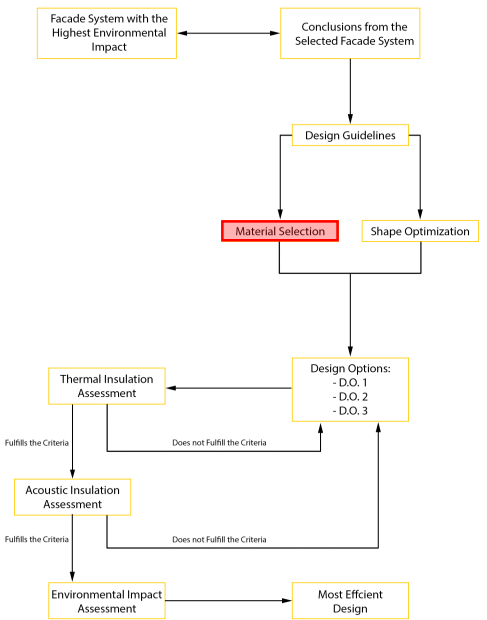 Facade System with the
Highest Environmental
Impact
Conclusions from the
Selected Facade System
Design Guidelines
Material Selection
Shape Optimization
Design Options:
- D.O. 1
- D.O. 2
- D.O. 3
Thermal Insulation
Assessment
Fulfills the Criteria
Does not Fulfill the Criteria
Acoustic Insulation
Assessment
Fulfills the Criteria
Does not Fulfill the Criteria
Environmental Impact
Assessment
Most Effcient
Design